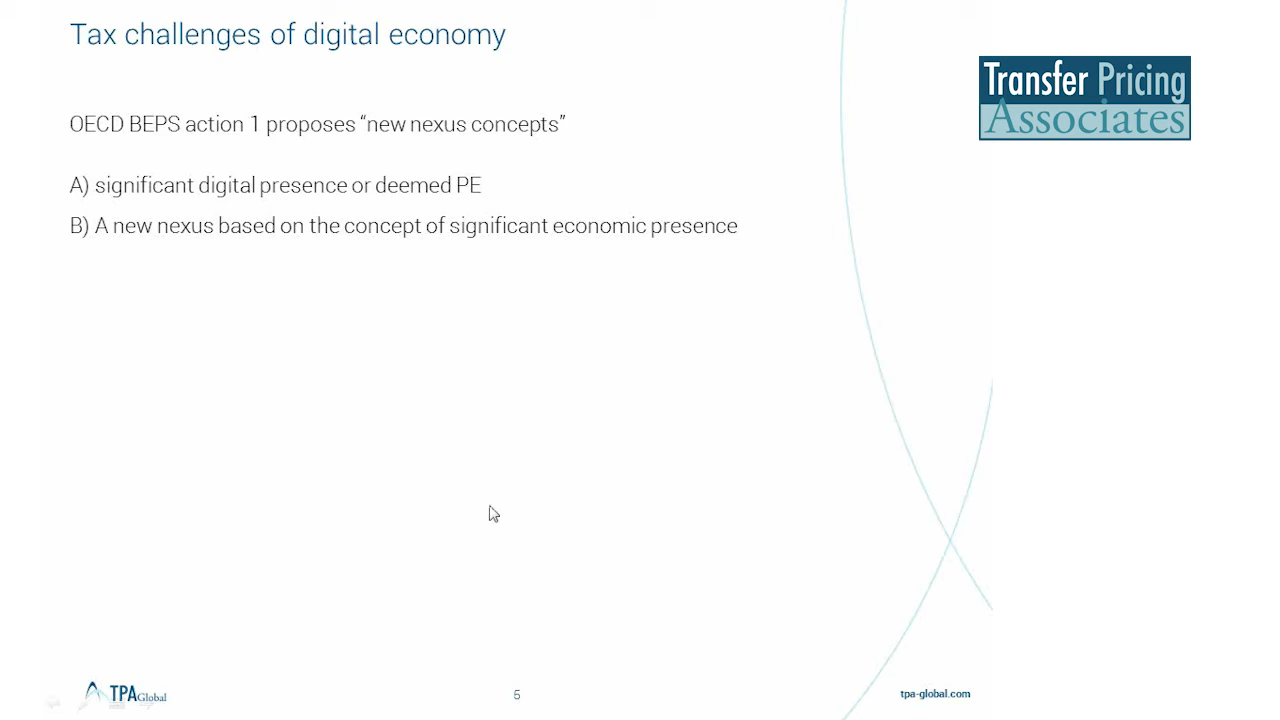 Tax challenges of digital economy
Transfer Pricing
Associates
OECD BEPS action 1 proposes “new nexus concepts”
A) significant digital presence or deemed PE
B) A new nexus based on the concept of significant economic presence
TPA Global
5
tpa-global.com